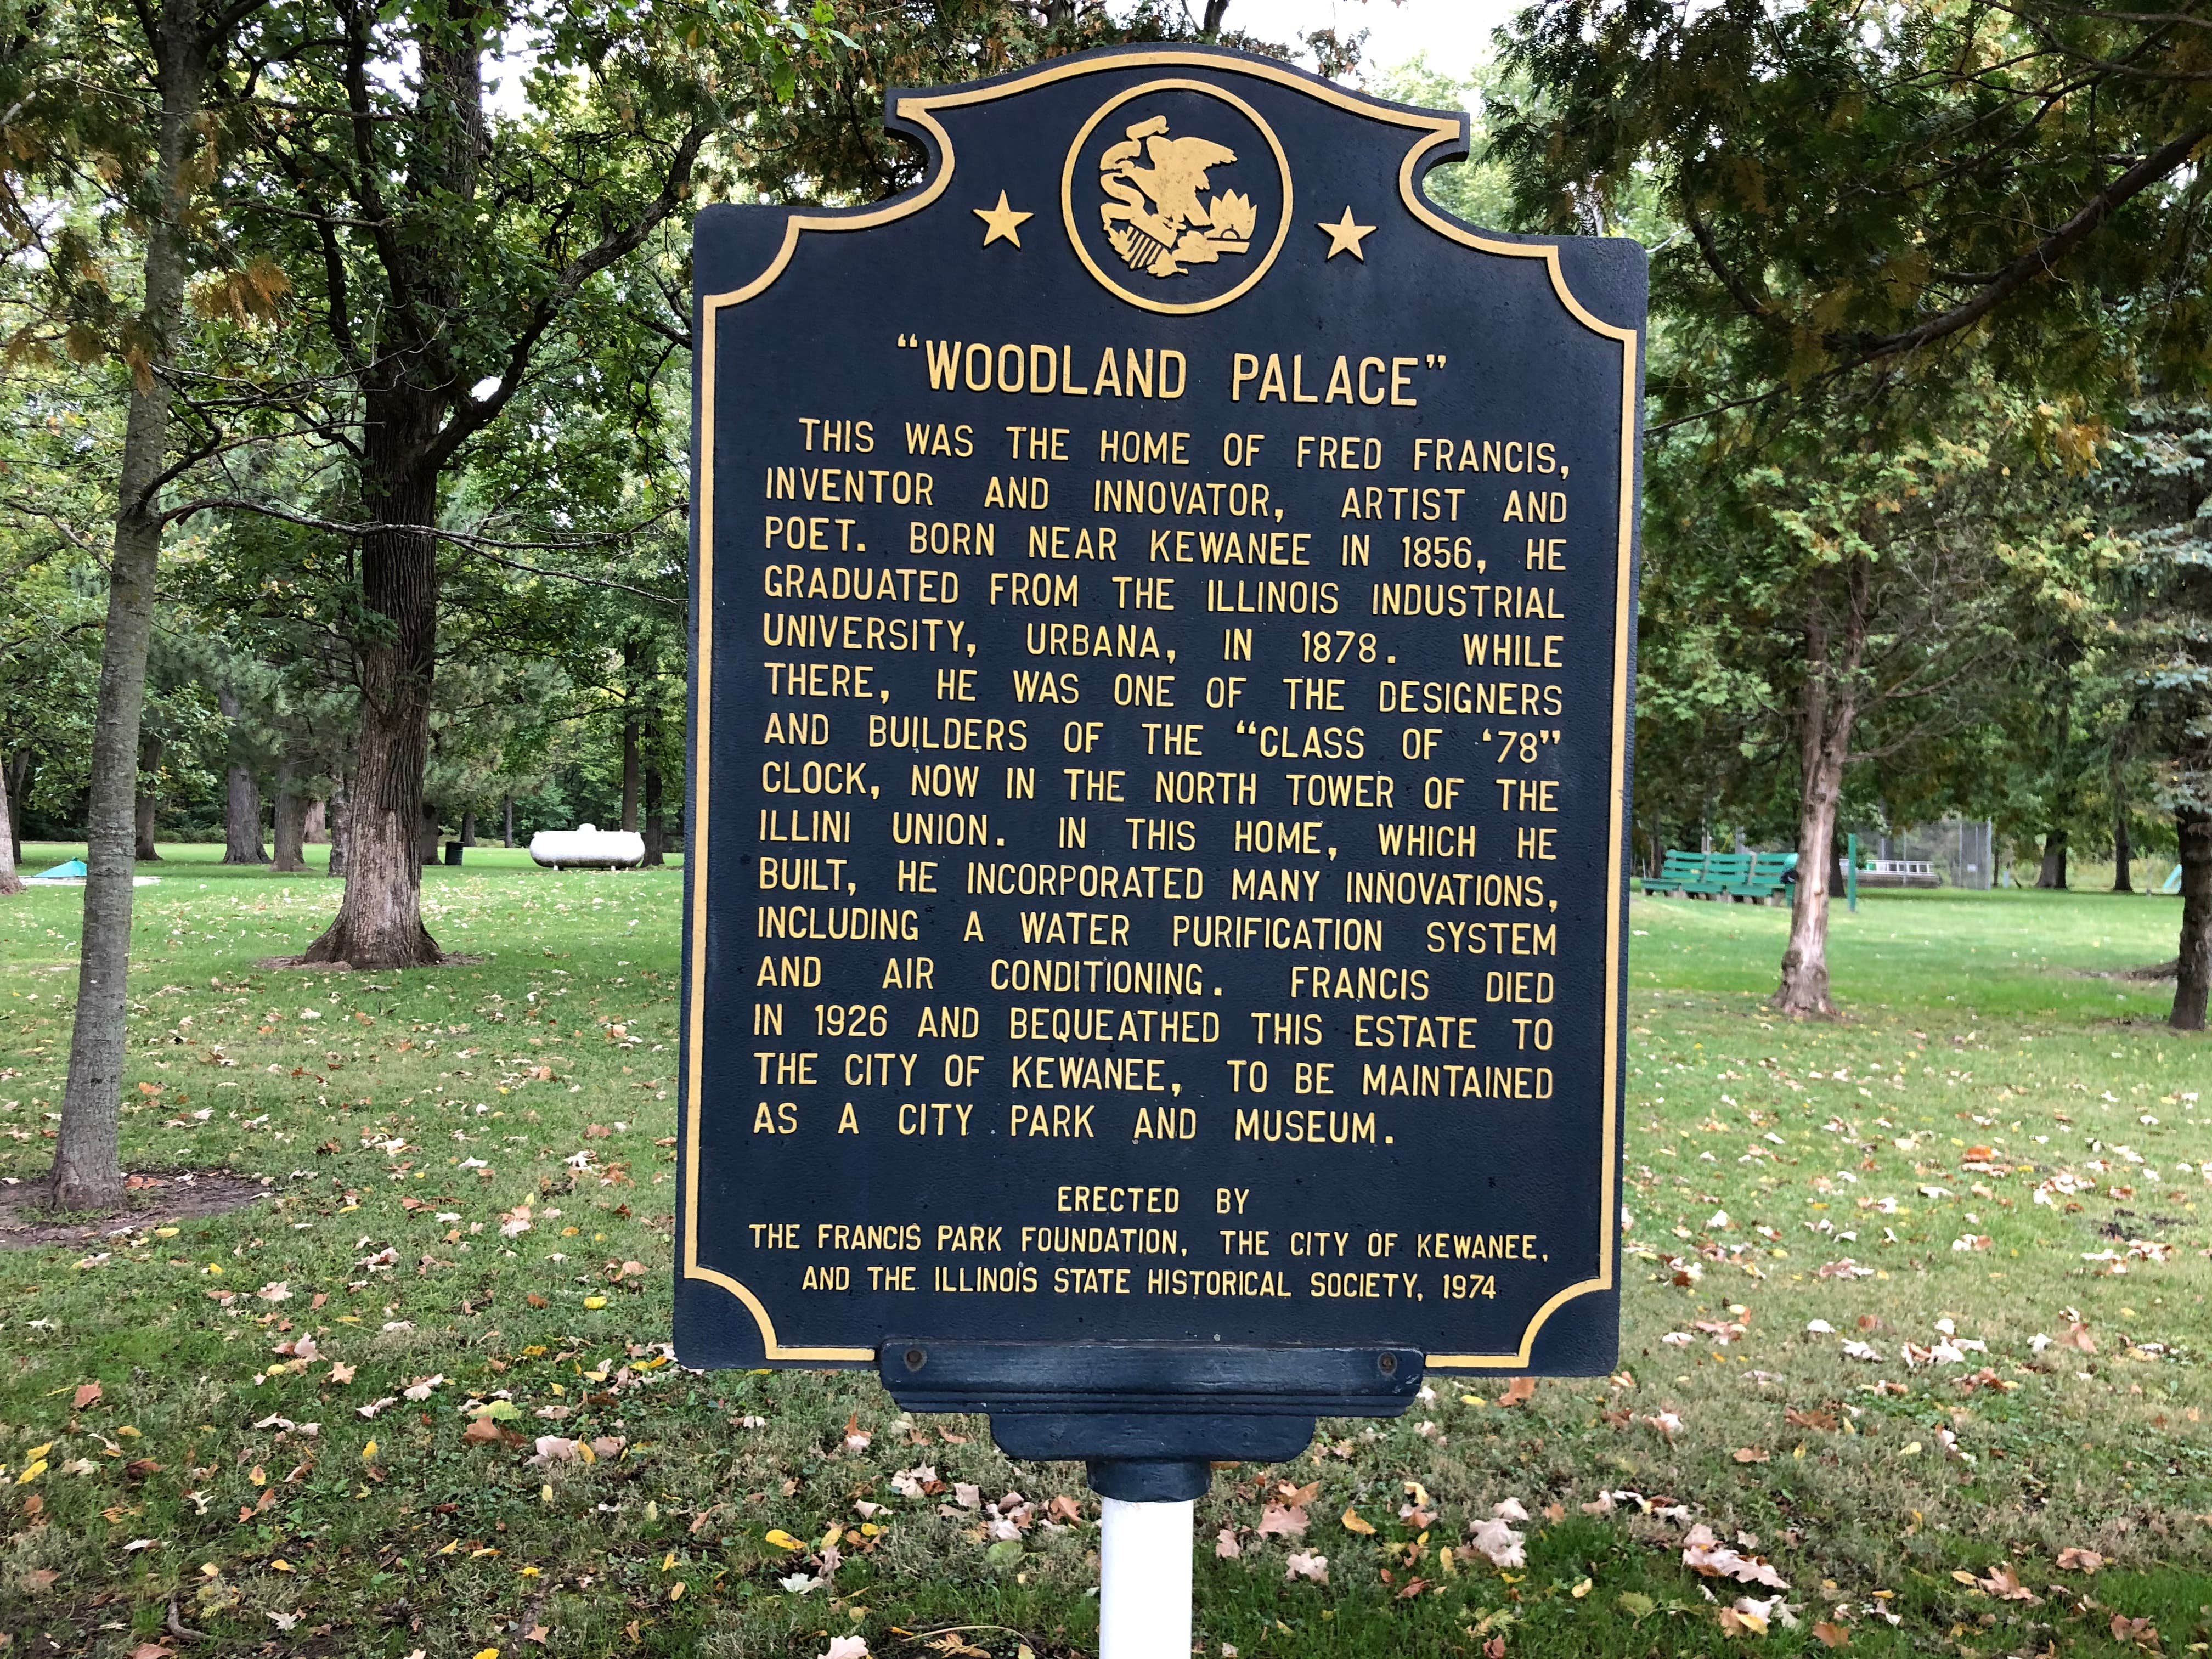 “WOODLAND PALACE”
THIS WAS THE HOME OF FRED FRANCIS,
INVENTOR AND INNOVATOR, ARTIST AND
POET. BORN NEAR KEWANEE IN 1856, HE
GRADUATED FROM THE ILLINOIS INDUSTRIAL
UNIVERSITY, URBANA, IN 1878. WHILE
THERE, HE WAS ONE OF THE DESIGNERS
AND BUILDERS OF THE “CLASS OF ‘78”
CLOCK, NOW IN THE NORTH TOWER OF THE
ILLINI UNION. IN THIS HOME, WHICH HE
BUILT, HE INCORPORATED MANY INNOVATIONS,
INCLUDING A WATER PURIFICATION SYSTEM
AND AIR CONDITIONING. FRANCIS DIED
IN 1926 AND BEQUEATHED THIS ESTATE TO
THE CITY OF KEWANEE, TO BE MAINTAINED
AS A CITY PARK AND MUSEUM.
ERECTED BY
THE FRANCIS PARK FOUNDATION, THE CITY OF KEWANEE,
AND THE ILLINOIS STATE HISTORICAL SOCIETY, 1974